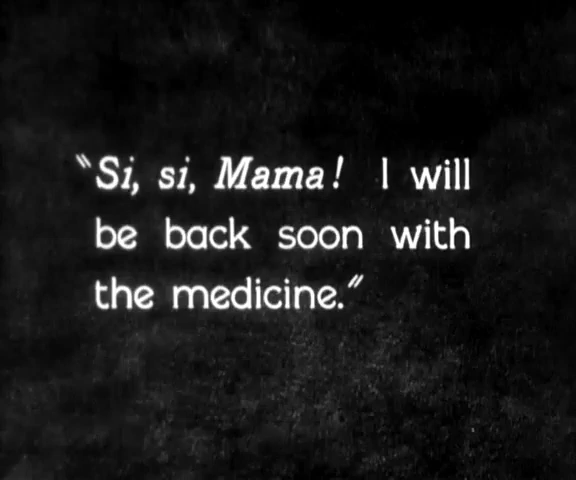 "Si, si, Mama! I will
be back soon with
the medicine."